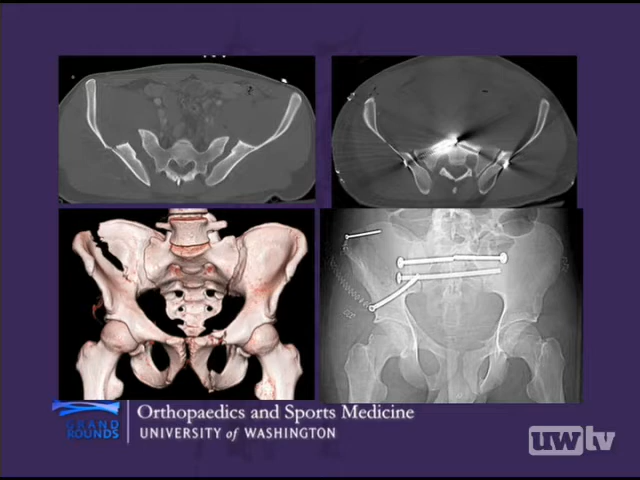 GRAND
ROUNDS
Orthopaedics and Sports Medicine
UNIVERSITY of WASHINGTON
uwtv